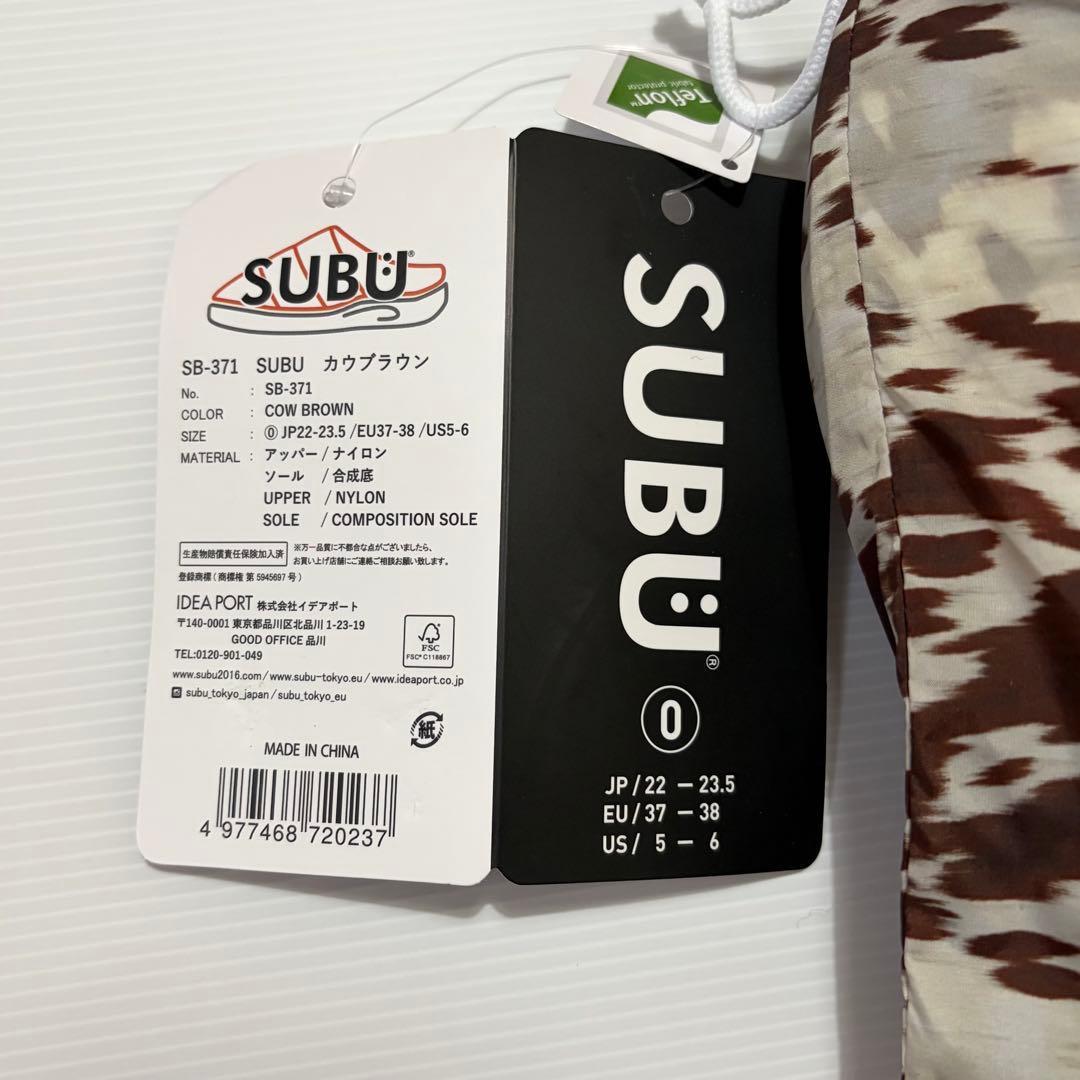 SUBU®
SB-371 SUBU カウブラウン
No. : SB-371
COLOR : COW BROWN
SIZE : ⓪ JP22-23.5 /EU37-38 /US5-6
MATERIAL : アッパー / ナイロン
ソール / 合成底
UPPER / NYLON
SOLE / COMPOSITION SOLE
生産物賠償責任保険加入済
※万一品質に不都合な点がございましたら、
お買い上げ店舗にご連絡ご相談お願い致します。
登録商標 ( 商標権 第 5945697 号 )
IDEA PORT 株式会社イデアポート
〒140-0001 東京都品川区北品川 1-23-19
GOOD OFFICE 品川
TEL:0120-901-049
FSC
FSC® C118867
www.subu2016.com / www.subu-tokyo.eu / www.ideaport.co.jp
subu_tokyo_japan / subu_tokyo_eu
紙
MADE IN CHINA
4 977468 720237
Teflon™
fabric protector
SUBU®
0
JP / 22 — 23.5
EU / 37 — 38
US / 5 — 6